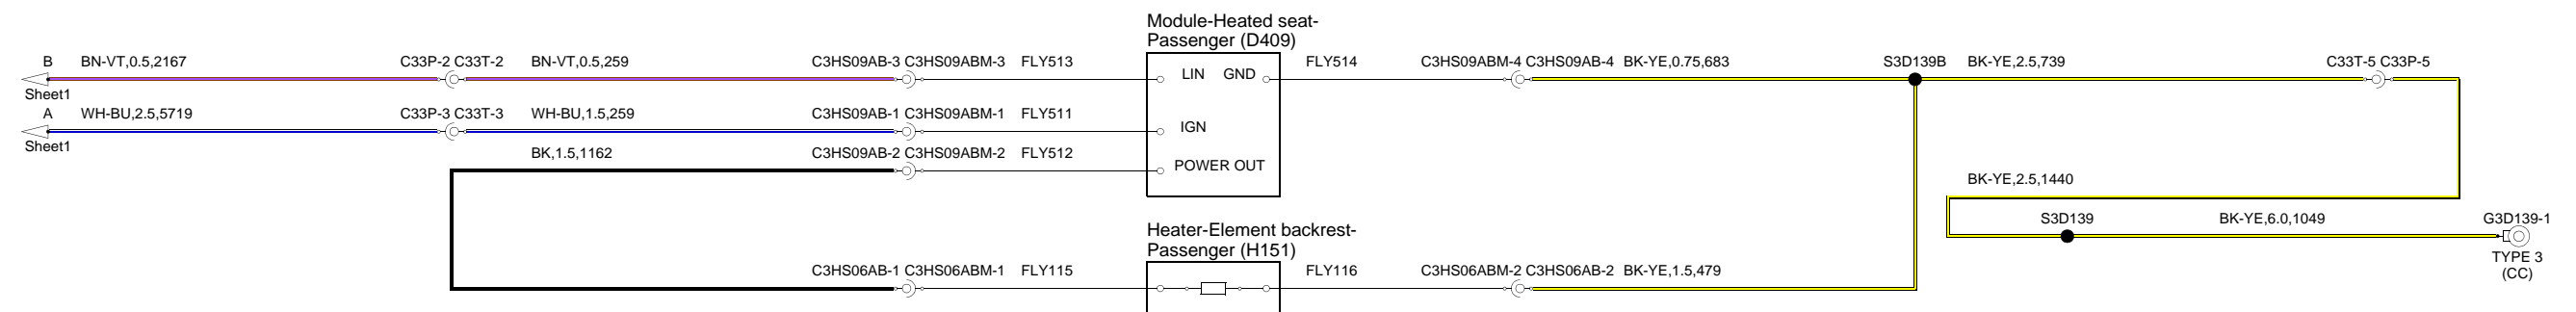 Module-Heated seat-
Passenger (D409)
B BN-VT,0.5,2167 C33P-2 C33T-2 BN-VT,0.5,259 C3HS09AB-3 C3HS09ABM-3 FLY513 LIN GND FLY514 C3HS09ABM-4 C3HS09AB-4 BK-YE,0.75,683 S3D139B BK-YE,2.5,739 C33T-5 C33P-5
Sheet1
A WH-BU,2.5,5719 C33P-3 C33T-3 WH-BU,1.5,259 C3HS09AB-1 C3HS09ABM-1 FLY511 IGN
Sheet1
BK,1.5,1162 C3HS09AB-2 C3HS09ABM-2 FLY512 POWER OUT
BK-YE,2.5,1440
S3D139 BK-YE,6.0,1049 G3D139-1
TYPE 3
(CC)
Heater-Element backrest-
Passenger (H151)
C3HS06AB-1 C3HS06ABM-1 FLY115 FLY116 C3HS06ABM-2 C3HS06AB-2 BK-YE,1.5,479